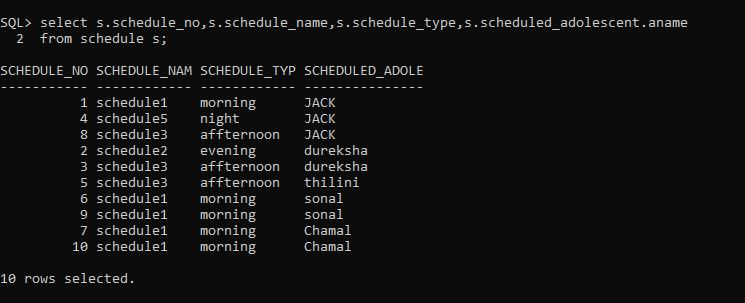 SQL> select s.schedule_no,s.schedule_name,s.schedule_type,s.scheduled_adolescent.aname
  2  from schedule s;
SCHEDULE_NO SCHEDULE_NAM SCHEDULE_TYP SCHEDULED_ADOLE
----------- ------------ ------------ ---------------
          1 schedule1    morning      JACK
          4 schedule5    night        JACK
          8 schedule3    affternoon   JACK
          2 schedule2    evening      dureksha
          3 schedule3    affternoon   dureksha
          5 schedule3    affternoon   thilini
          6 schedule1    morning      sonal
          9 schedule1    morning      sonal
          7 schedule1    morning      Chamal
         10 schedule1    morning      Chamal
10 rows selected.